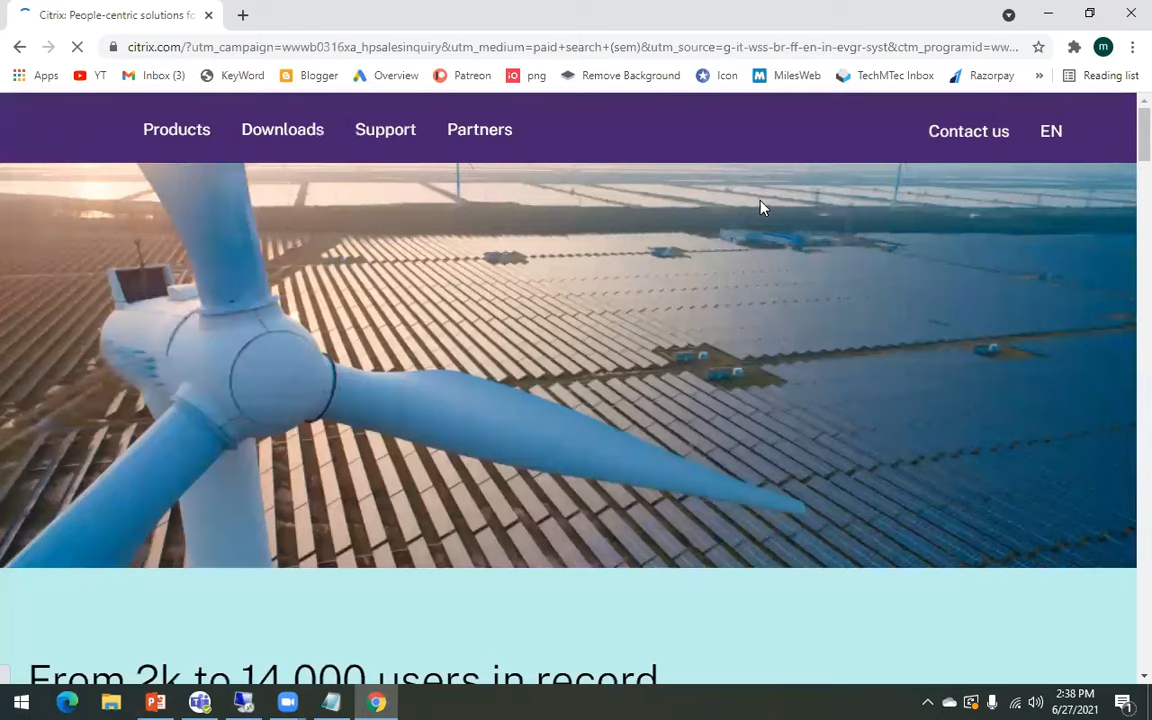 Citrix: People-centric solutions fo
citrix.com/?utm_campaign=wwwb0316xa_hpsalesinquiry&utm_medium=paid+search+(sem)&utm_source=g-it-wss-br-ff-en-in-evgr-syst&ctm_programid=ww...
Apps YT Inbox (3) KeyWord Blogger Overview Patreon iO png Remove Background Icon MilesWeb TechMTec Inbox Razorpay » Reading list
Products Downloads Support Partners Contact us EN
From 2k to 14,000 users in record
2:38 PM
6/27/2021